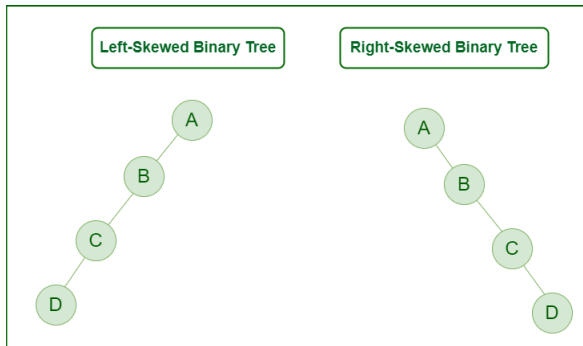 Left-Skewed Binary Tree
Right-Skewed Binary Tree
A
B
C
D
A
B
C
D